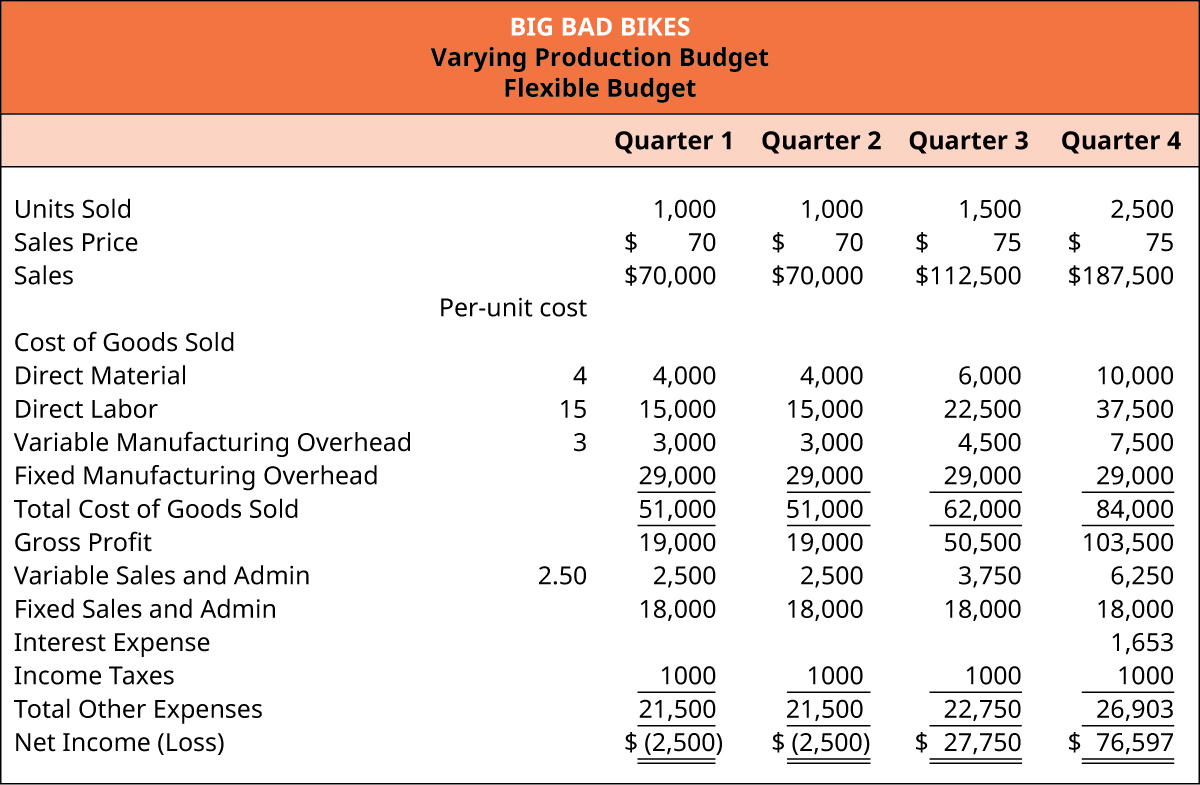 BIG BAD BIKES
Varying Production Budget
Flexible Budget
Quarter 1 Quarter 2 Quarter 3 Quarter 4
Units Sold 1,000 1,000 1,500 2,500
Sales Price $ 70 $ 70 $ 75 $ 75
Sales $70,000 $70,000 $112,500 $187,500
Per-unit cost
Cost of Goods Sold
Direct Material 4 4,000 4,000 6,000 10,000
Direct Labor 15 15,000 15,000 22,500 37,500
Variable Manufacturing Overhead 3 3,000 3,000 4,500 7,500
Fixed Manufacturing Overhead 29,000 29,000 29,000 29,000
Total Cost of Goods Sold 51,000 51,000 62,000 84,000
Gross Profit 19,000 19,000 50,500 103,500
Variable Sales and Admin 2.50 2,500 2,500 3,750 6,250
Fixed Sales and Admin 18,000 18,000 18,000 18,000
Interest Expense 1,653
Income Taxes 1000 1000 1000 1000
Total Other Expenses 21,500 21,500 22,750 26,903
Net Income (Loss) $ (2,500) $ (2,500) $ 27,750 $ 76,597